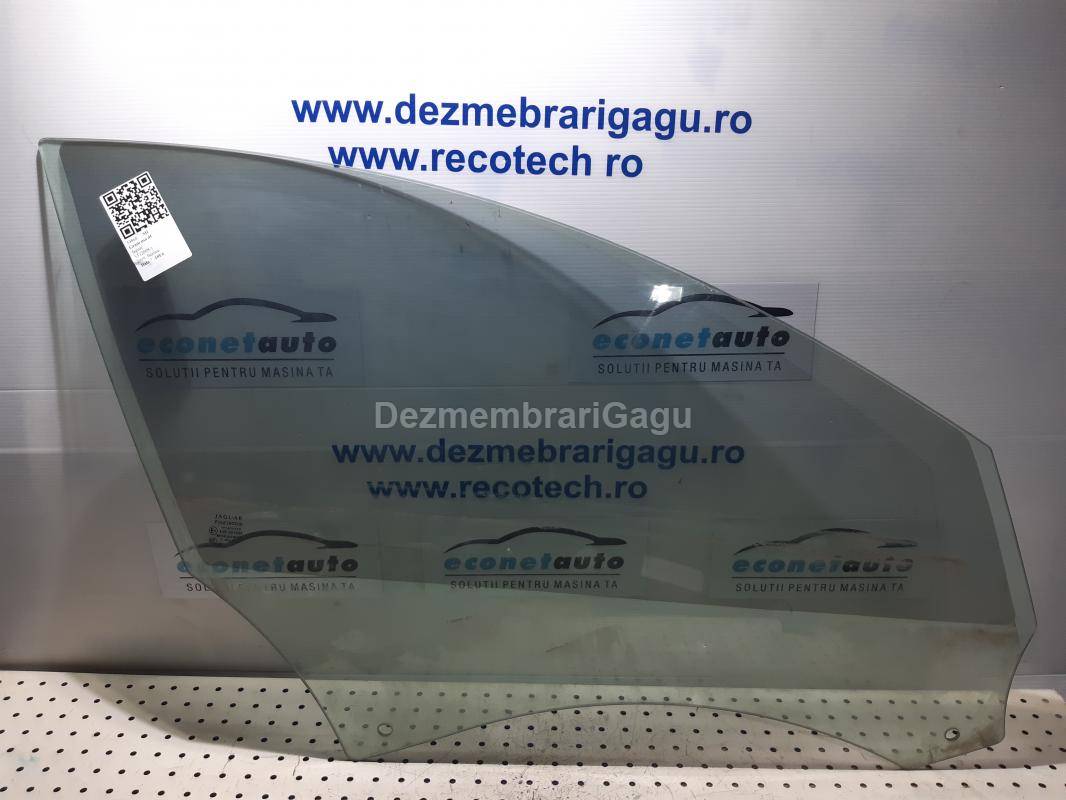 www.dezmebrarigagu.ro
www.recotech ro
econetauto
SOLUTII PENTRU MASINA TA
econetauto
SOLUTII PENTRU MASINA TA
DezmembrariGagu
www.dezmebrarigagu.ro
www.recotech.ro
JAGUAR
econetauto
SOLUTII PENTRU MASINA TA
econetauto
SOLUTII PENTRU MASINA TA
econetauto
SOLUTII PENTRU MASINA TA